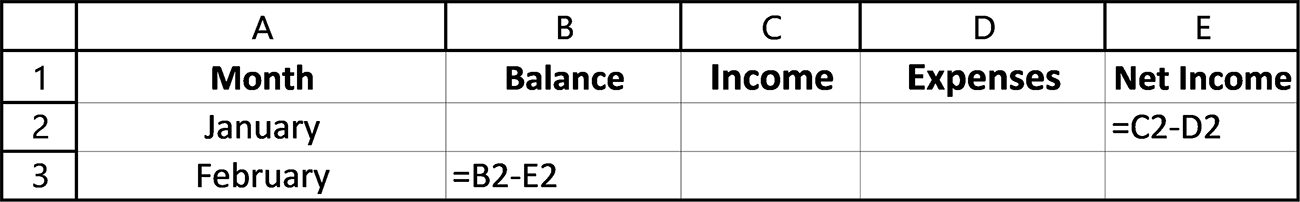 A B C D E
1 Month Balance Income Expenses Net Income
2 January =C2-D2
3 February =B2-E2